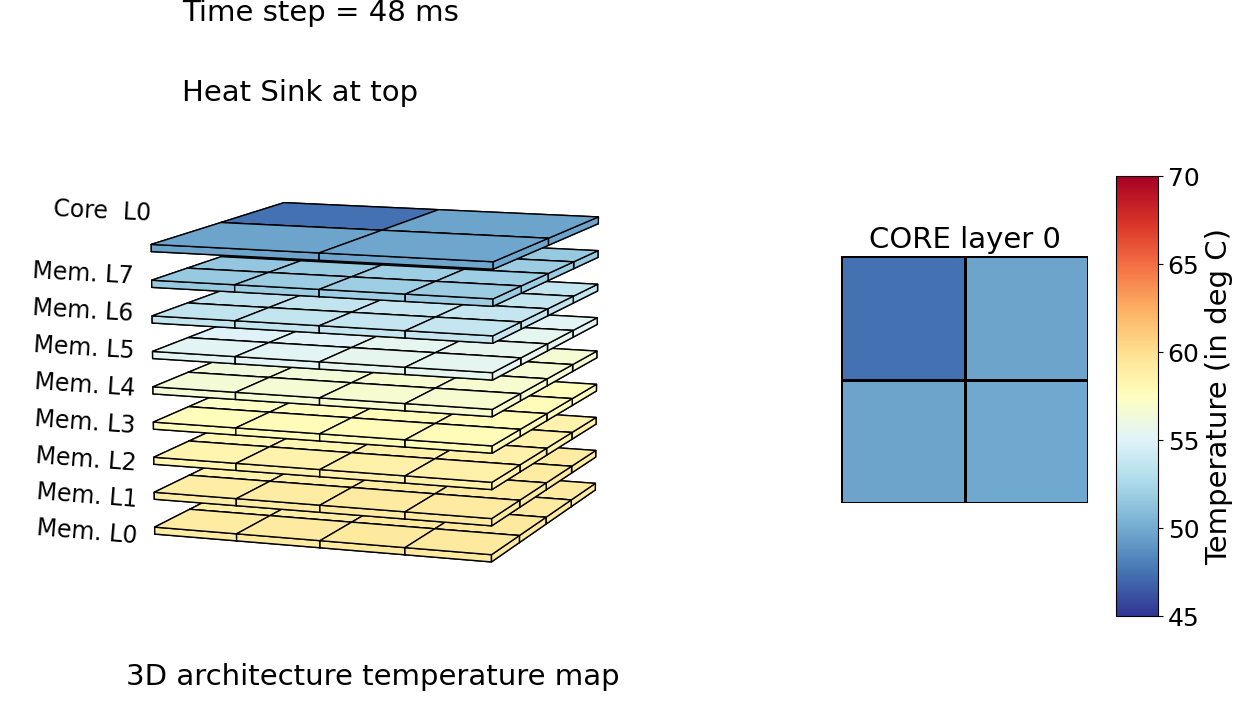 Time step = 48 ms
Heat Sink at top
Core L0
Mem. L7
Mem. L6
Mem. L5
Mem. L4
Mem. L3
Mem. L2
Mem. L1
Mem. L0
3D architecture temperature map
CORE layer 0
70
65
60
55
50
45
Temperature (in deg C)